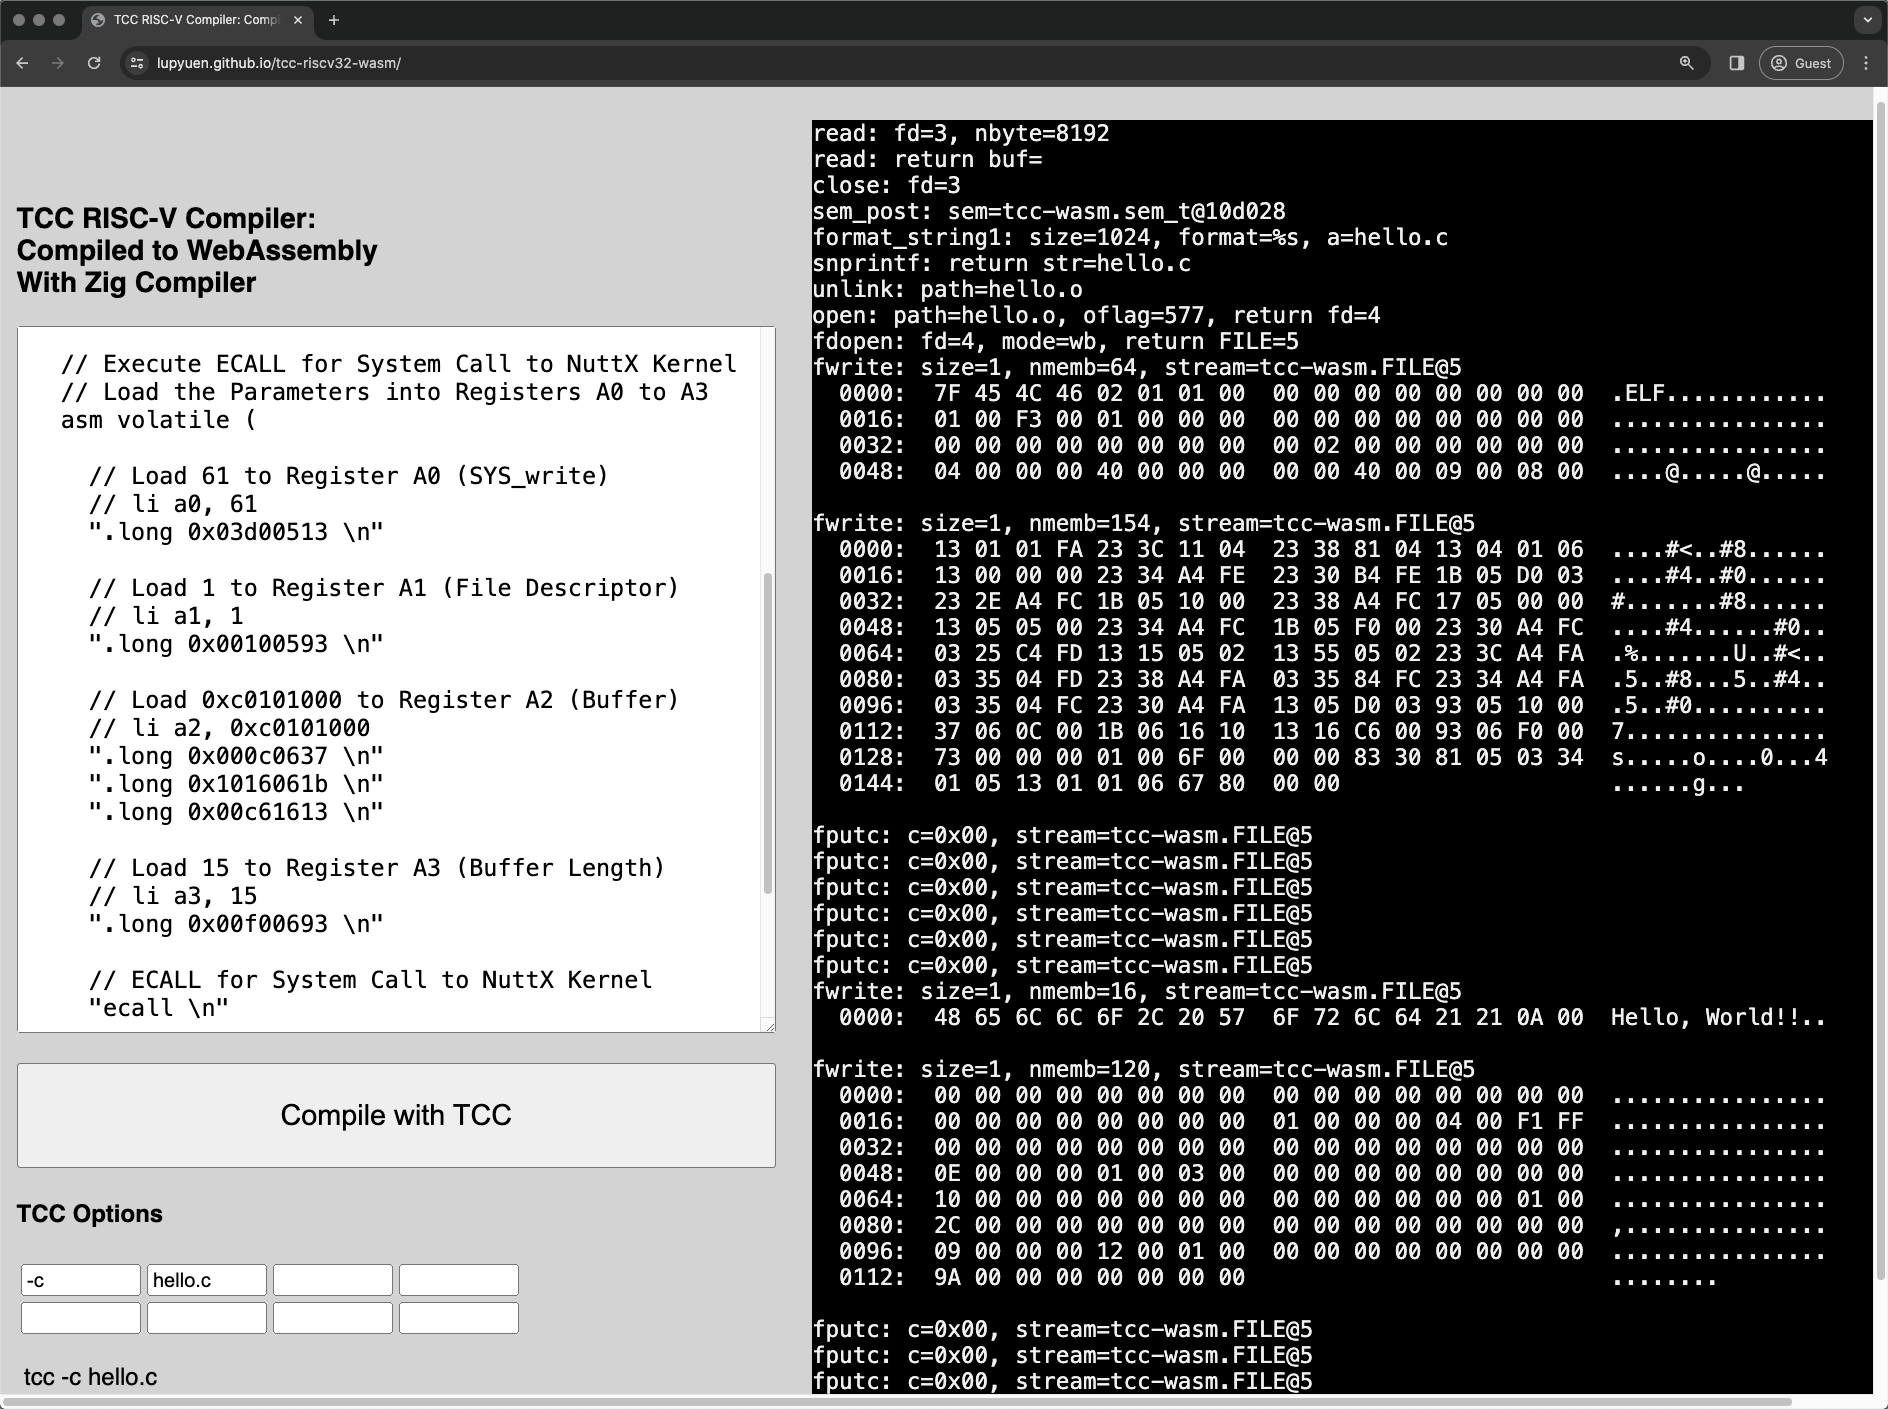 TCC RISC-V Compiler: Comp
lupyuen.github.io/tcc-riscv32-wasm/
Guest
TCC RISC-V Compiler:
Compiled to WebAssembly
With Zig Compiler
// Execute ECALL for System Call to NuttX Kernel
// Load the Parameters into Registers A0 to A3
asm volatile (
// Load 61 to Register A0 (SYS_write)
// li a0, 61
".long 0x03d00513 \n"
// Load 1 to Register A1 (File Descriptor)
// li a1, 1
".long 0x00100593 \n"
// Load 0xc0101000 to Register A2 (Buffer)
// li a2, 0xc0101000
".long 0x000c0637 \n"
".long 0x1016061b \n"
".long 0x00c61613 \n"
// Load 15 to Register A3 (Buffer Length)
// li a3, 15
".long 0x00f00693 \n"
// ECALL for System Call to NuttX Kernel
"ecall \n"
Compile with TCC
TCC Options
-c hello.c
tcc -c hello.c
read: fd=3, nbyte=8192
read: return buf=
close: fd=3
sem_post: sem=tcc-wasm.sem_t@10d028
format_string1: size=1024, format=%s, a=hello.c
snprintf: return str=hello.c
unlink: path=hello.o
open: path=hello.o, oflag=577, return fd=4
fdopen: fd=4, mode=wb, return FILE=5
fwrite: size=1, nmemb=64, stream=tcc-wasm.FILE@5
0000: 7F 45 4C 46 02 01 01 00 00 00 00 00 00 00 00 00 .ELF............
0016: 01 00 F3 00 01 00 00 00 00 00 00 00 00 00 00 00 ................
0032: 00 00 00 00 00 00 00 00 00 02 00 00 00 00 00 00 ................
0048: 04 00 00 00 40 00 00 00 00 00 40 00 09 00 08 00 ....@.....@.....
fwrite: size=1, nmemb=154, stream=tcc-wasm.FILE@5
0000: 13 01 01 FA 23 3C 11 04 23 38 81 04 13 04 01 06 ....#<..#8......
0016: 13 00 00 00 23 34 A4 FE 23 30 B4 FE 1B 05 D0 03 ....#4..#0......
0032: 23 2E A4 FC 1B 05 10 00 23 38 A4 FC 17 05 00 00 #.......#8......
0048: 13 05 05 00 23 34 A4 FC 1B 05 F0 00 23 30 A4 FC ....#4......#0..
0064: 03 25 C4 FD 13 15 05 02 13 55 05 02 23 3C A4 FA .%.......U..#<..
0080: 03 35 04 FD 23 38 A4 FA 03 35 84 FC 23 34 A4 FA .5..#8...5..#4..
0096: 03 35 04 FC 23 30 A4 FA 13 05 D0 03 93 05 10 00 .5..#0..........
0112: 37 06 0C 00 1B 06 16 10 13 16 C6 00 93 06 F0 00 7...............
0128: 73 00 00 00 01 00 6F 00 00 00 83 30 81 05 03 34 s.....o....0...4
0144: 01 05 13 01 01 06 67 80 00 00 ......g...
fputc: c=0x00, stream=tcc-wasm.FILE@5
fputc: c=0x00, stream=tcc-wasm.FILE@5
fputc: c=0x00, stream=tcc-wasm.FILE@5
fputc: c=0x00, stream=tcc-wasm.FILE@5
fputc: c=0x00, stream=tcc-wasm.FILE@5
fputc: c=0x00, stream=tcc-wasm.FILE@5
fwrite: size=1, nmemb=16, stream=tcc-wasm.FILE@5
0000: 48 65 6C 6C 6F 2C 20 57 6F 72 6C 64 21 21 0A 00 Hello, World!!..
fwrite: size=1, nmemb=120, stream=tcc-wasm.FILE@5
0000: 00 00 00 00 00 00 00 00 00 00 00 00 00 00 00 00 ................
0016: 00 00 00 00 00 00 00 00 01 00 00 00 04 00 F1 FF ................
0032: 00 00 00 00 00 00 00 00 00 00 00 00 00 00 00 00 ................
0048: 0E 00 00 00 01 00 03 00 00 00 00 00 00 00 00 00 ................
0064: 10 00 00 00 00 00 00 00 00 00 00 00 00 00 01 00 ................
0080: 2C 00 00 00 00 00 00 00 00 00 00 00 00 00 00 00 ,...............
0096: 09 00 00 00 12 00 01 00 00 00 00 00 00 00 00 00 ................
0112: 9A 00 00 00 00 00 00 00 ........
fputc: c=0x00, stream=tcc-wasm.FILE@5
fputc: c=0x00, stream=tcc-wasm.FILE@5
fputc: c=0x00, stream=tcc-wasm.FILE@5